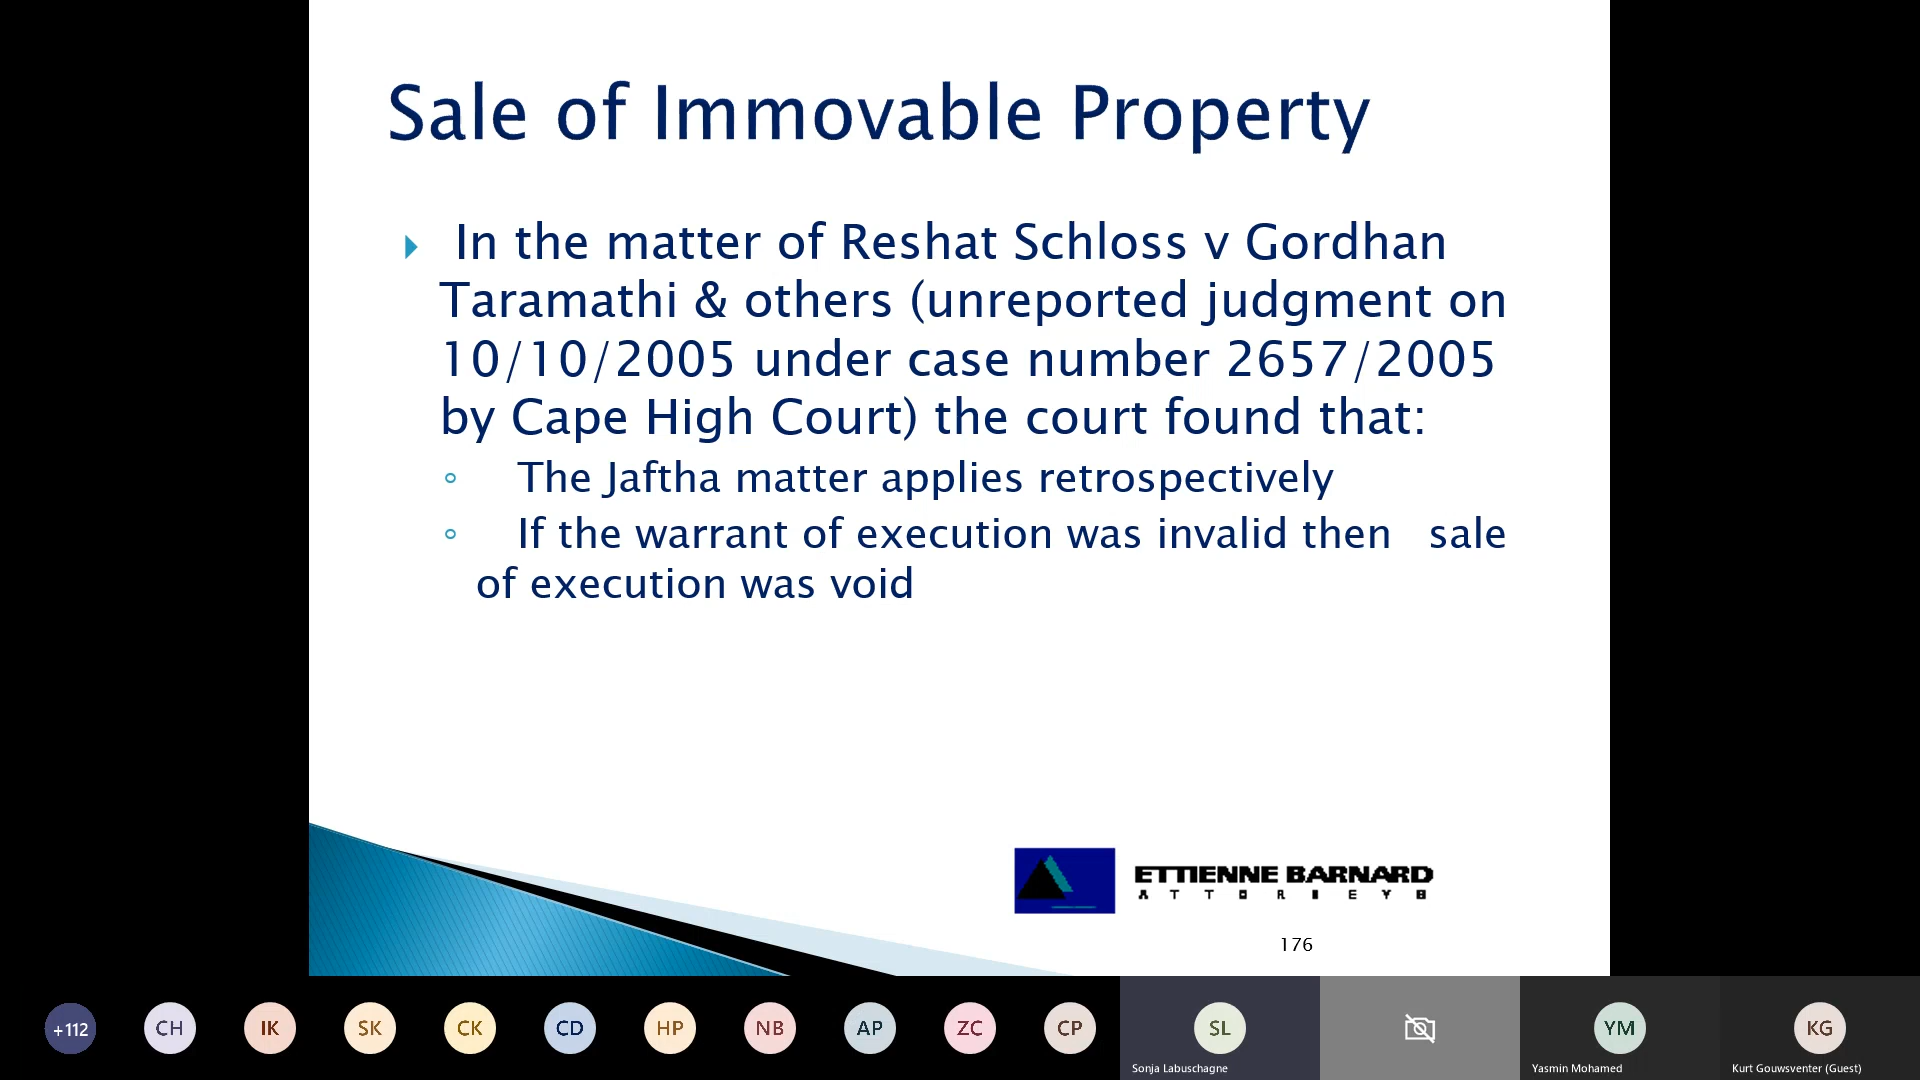 Sale of Immovable Property
In the matter of Reshat Schloss v Gordhan
Taramathi & others (unreported judgment on
10/10/2005 under case number 2657/2005
by Cape High Court) the court found that:
The Jaftha matter applies retrospectively
If the warrant of execution was invalid then sale
of execution was void
ETTIENNE BARNARD
ATTORNEYS
176
+112 CH IK SK CK CD HP NB AP ZC CP SL YM KG
Sonja Labuschagne Yasmin Mohamed Kurt Gouwsventer (Guest)